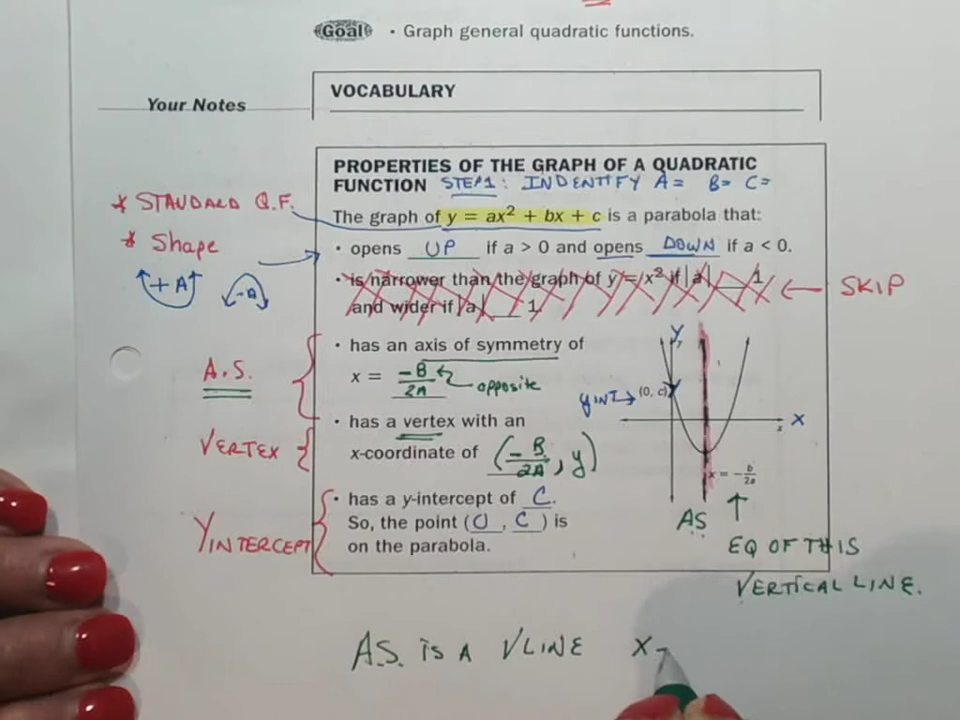 Goal • Graph general quadratic functions.
VOCABULARY
Your Notes
PROPERTIES OF THE GRAPH OF A QUADRATIC
FUNCTION STEP 1: INDENTIFY A= B= C=
* STANDARD Q.F.
The graph of y = ax² + bx + c is a parabola that:
* Shape
• opens UP if a > 0 and opens DOWN if a < 0.
+A -A
• is narrower than the graph of y = x² if |a| ___ 1
and wider if |a| ___ 1.
← SKIP
• has an axis of symmetry of
A.S.
x = -B/2A ← opposite
• has a vertex with an
VERTEX
x-coordinate of (-B/2A, y)
• has a y-intercept of C.
So, the point (0, C) is
on the parabola.
Y INTERCEPT
Y
y INT → (0, c)
X
x = -b/2a
AS ↑
EQ OF THIS
VERTICAL LINE.
A.S. IS A VLINE X=